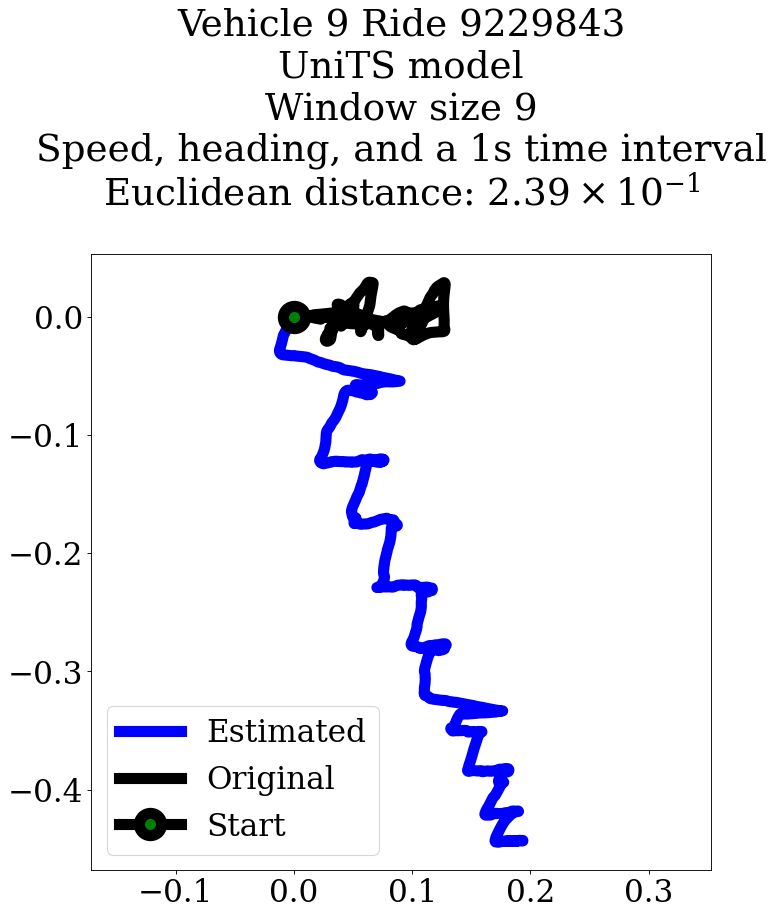 Vehicle 9 Ride 9229843
UniTS model
Window size 9
Speed, heading, and a 1s time interval
Euclidean distance: 2.39 × 10⁻¹
0.0
−0.1
−0.2
−0.3
−0.4
Estimated
Original
Start
−0.1 0.0 0.1 0.2 0.3